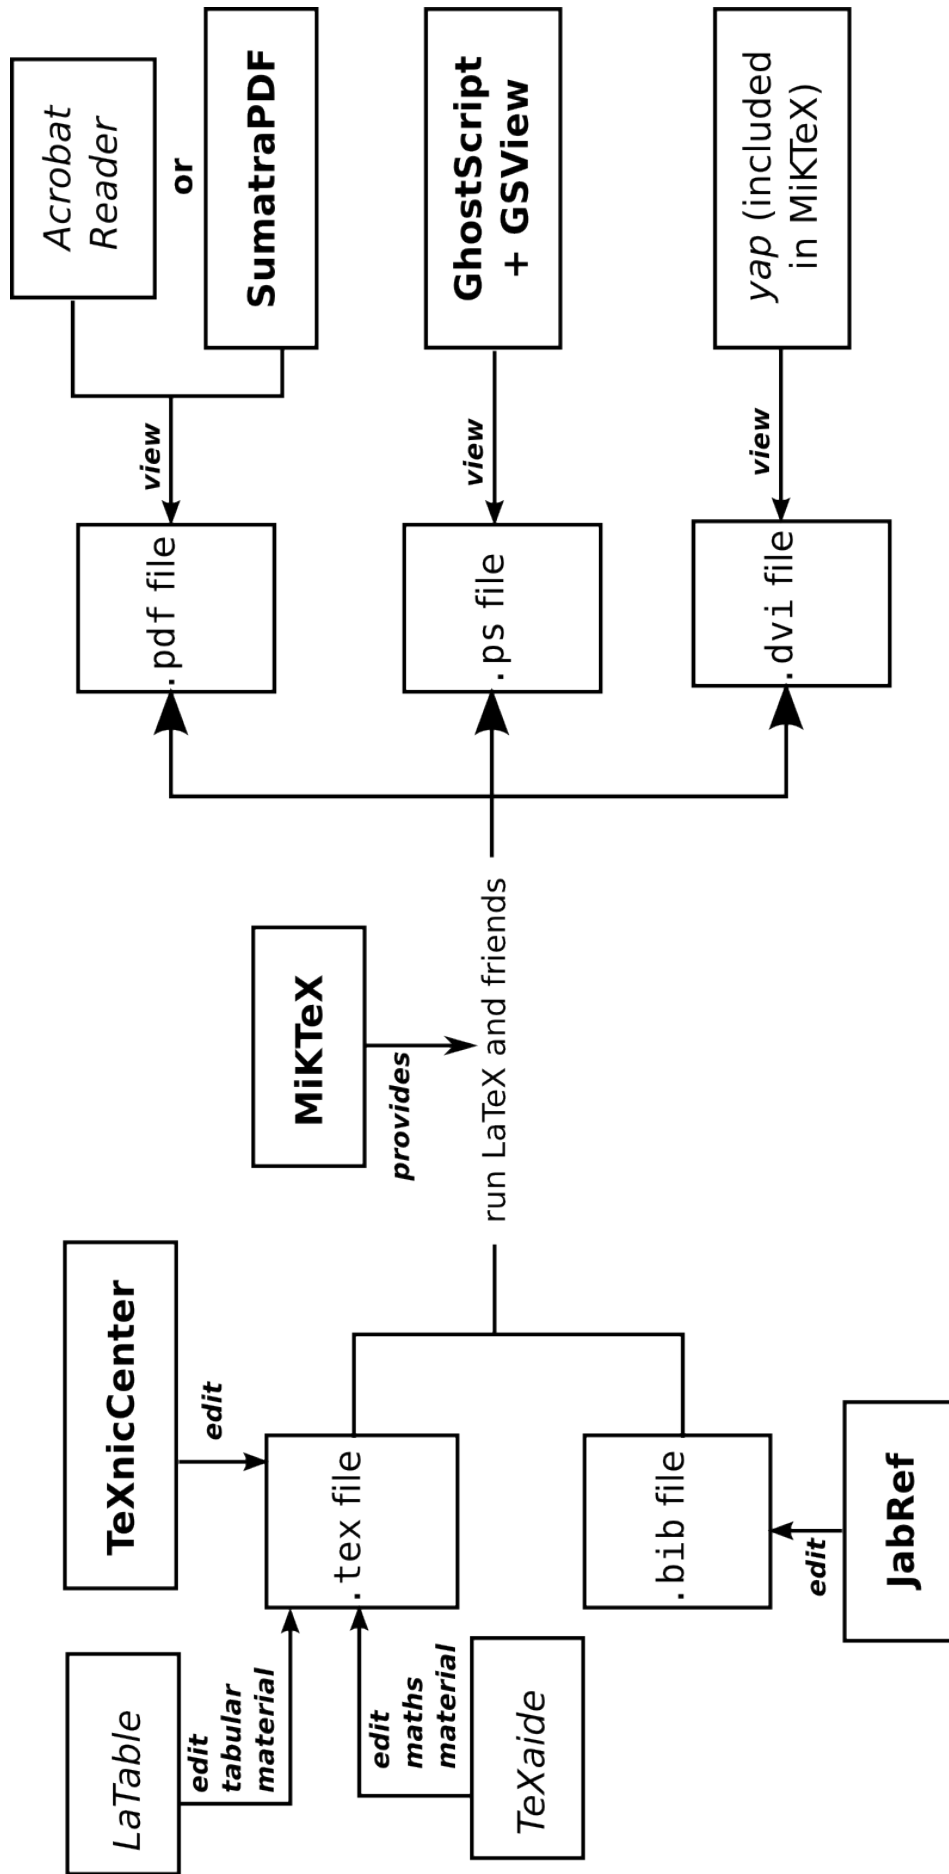 LaTable
edit
tabular
material
TeXnicCenter
edit
.tex file
edit
maths
material
TeXaide
.bib file
edit
JabRef
MiKTeX
provides
run LaTeX and friends
.pdf file
view
Acrobat
Reader
or
SumatraPDF
.ps file
view
GhostScript
+ GSView
.dvi file
view
yap (included
in MiKTeX)